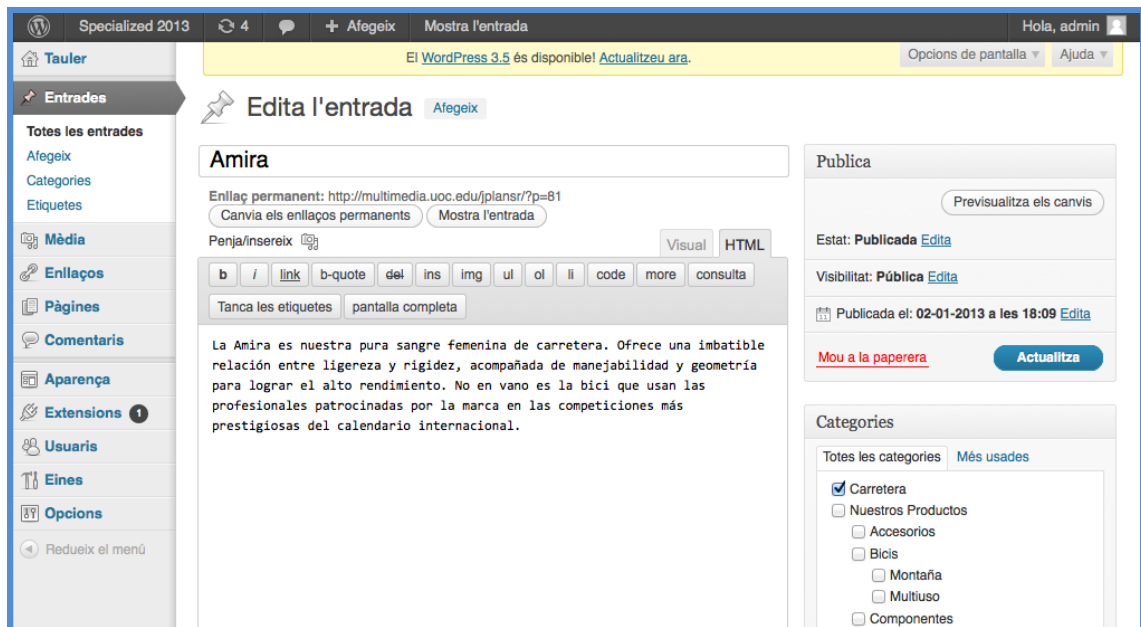 Specialized 2013 4 + Afegeix Mostra l'entrada Hola, admin
El WordPress 3.5 és disponible! Actualitzeu ara.
Opcions de pantalla Ajuda
Tauler
Entrades
Totes les entrades
Afegeix
Categories
Etiquetes
Mèdia
Enllaços
Pàgines
Comentaris
Aparença
Extensions 1
Usuaris
Eines
Opcions
Redueix el menú
Edita l'entrada Afegeix
Amira
Enllaç permanent: http://multimedia.uoc.edu/jplansr/?p=81
Canvia els enllaços permanents Mostra l'entrada
Penja/insereix
Visual HTML
b i link b-quote del ins img ul ol li code more consulta
Tanca les etiquetes pantalla completa
La Amira es nuestra pura sangre femenina de carretera. Ofrece una imbatible
relación entre ligereza y rigidez, acompañada de manejabilidad y geometría
para lograr el alto rendimiento. No en vano es la bici que usan las
profesionales patrocinadas por la marca en las competiciones más
prestigiosas del calendario internacional.
Publica
Previsualitza els canvis
Estat: Publicada Edita
Visibilitat: Pública Edita
Publicada el: 02-01-2013 a les 18:09 Edita
Mou a la paperera Actualitza
Categories
Totes les categories Més usades
Carretera
Nuestros Productos
Accesorios
Bicis
Montaña
Multiuso
Componentes